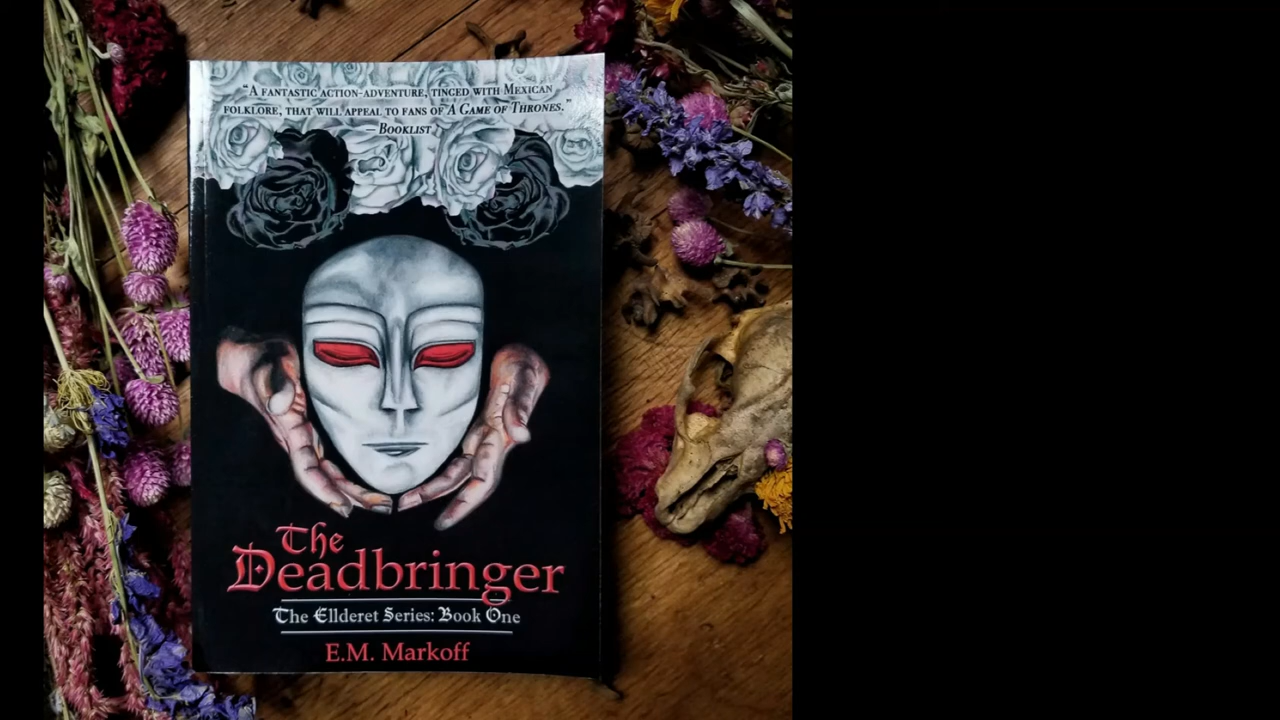 “A fantastic action-adventure, tinged with Mexican
folklore, that will appeal to fans of A Game of Thrones.”
—Booklist
The
Deadbringer
The Ellderet Series: Book One
E.M. Markoff